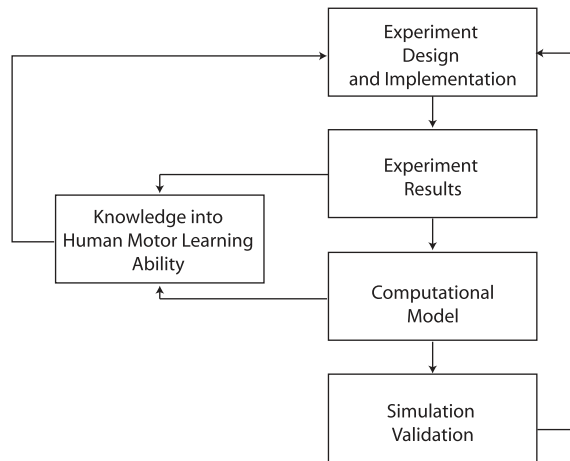 Experiment
Design
and Implementation
Experiment
Results
Knowledge into
Human Motor Learning
Ability
Computational
Model
Simulation
Validation